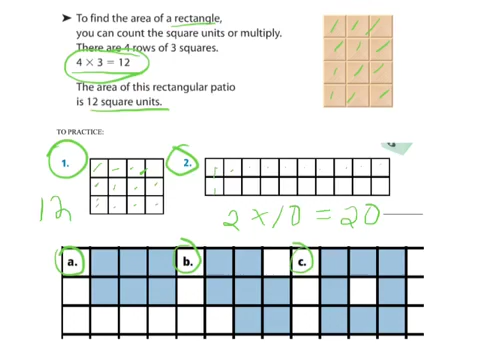 ➤ To find the area of a rectangle,
you can count the square units or multiply.
There are 4 rows of 3 squares.
4 × 3 = 12
The area of this rectangular patio
is 12 square units.
TO PRACTICE:
1. 2.
12 2 × 10 = 20
a. b. c.